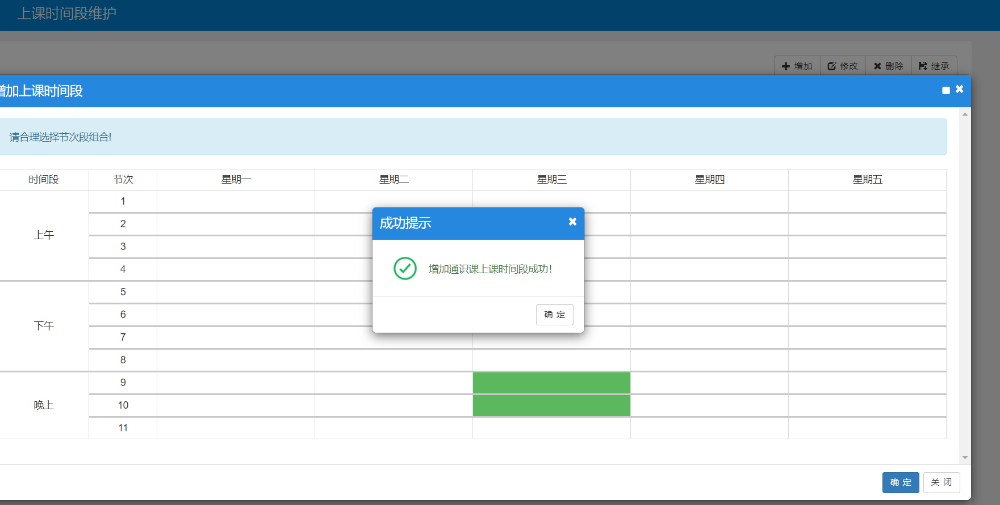 上课时间段维护
增加 修改 删除 继承
增加上课时间段
请合理选择节次段组合!
时间段 节次 星期一 星期二 星期三 星期四 星期五
上午
1
2
3
4
下午
5
6
7
8
晚上
9
10
11
成功提示
增加通识课上课时间段成功!
确 定
确 定 关 闭